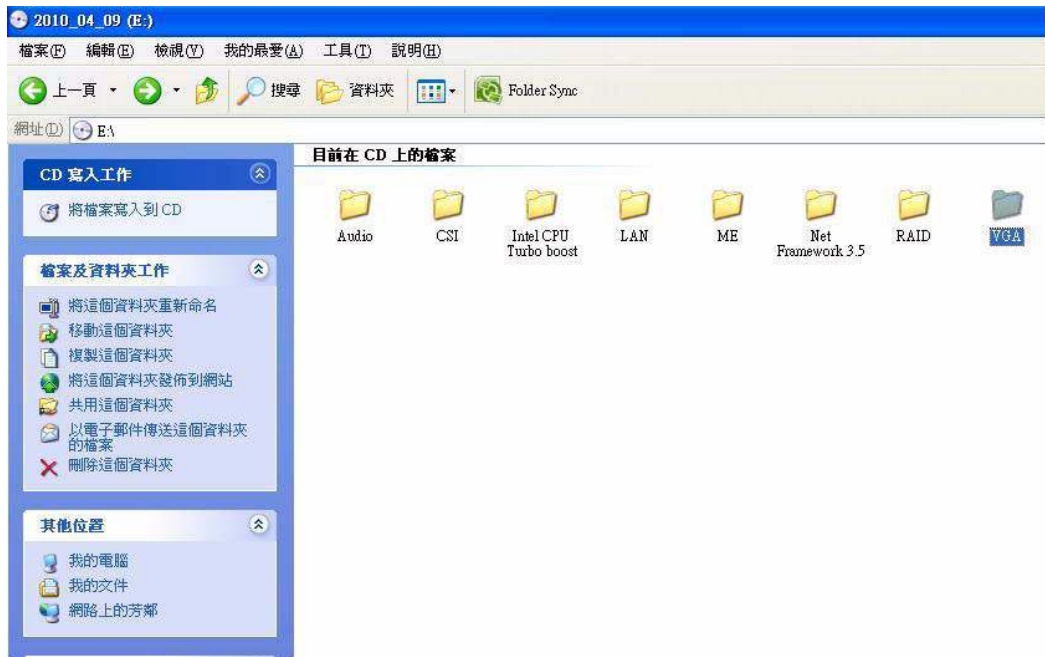 2010_04_09 (E:)
檔案(F) 編輯(E) 檢視(V) 我的最愛(A) 工具(T) 說明(H)
上一頁 搜尋 資料夾 Folder Sync
網址(D) E:\
CD 寫入工作
將檔案寫入到 CD
檔案及資料夾工作
將這個資料夾重新命名
移動這個資料夾
複製這個資料夾
將這個資料夾發佈到網站
共用這個資料夾
以電子郵件傳送這個資料夾
的檔案
刪除這個資料夾
其他位置
我的電腦
我的文件
網路上的芳鄰
目前在 CD 上的檔案
Audio CSI Intel CPU LAN ME Net RAID VGA
Turbo boost Framework 3.5